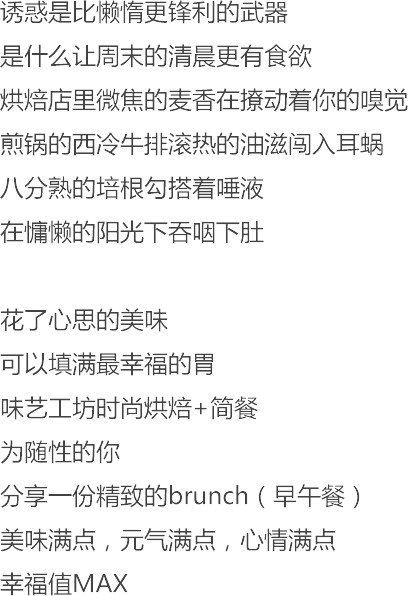 诱惑是比懒惰更锋利的武器
是什么让周末的清晨更有食欲
烘焙店里微焦的麦香在撩动着你的嗅觉
煎锅的西冷牛排滚热的油滋闯入耳蜗
八分熟的培根勾搭着唾液
在慵懒的阳光下吞咽下肚

花了心思的美味
可以填满最幸福的胃
味艺工坊时尚烘焙+简餐
为随性的你
分享一份精致的brunch（早午餐）
美味满点，元气满点，心情满点
幸福值MAX